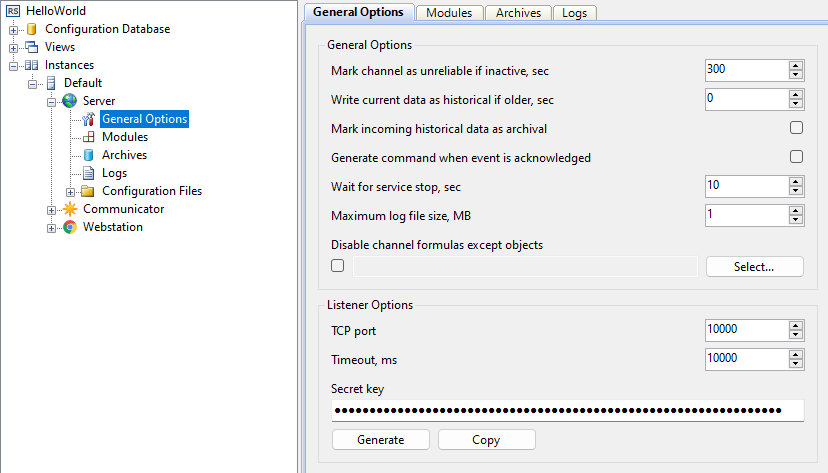 RS HelloWorld
Configuration Database
Views
Instances
Default
Server
General Options
Modules
Archives
Logs
Configuration Files
Communicator
Webstation
General Options Modules Archives Logs
General Options
Mark channel as unreliable if inactive, sec 300
Write current data as historical if older, sec 0
Mark incoming historical data as archival
Generate command when event is acknowledged
Wait for service stop, sec 10
Maximum log file size, MB 1
Disable channel formulas except objects
Select...
Listener Options
TCP port 10000
Timeout, ms 10000
Secret key
Generate Copy